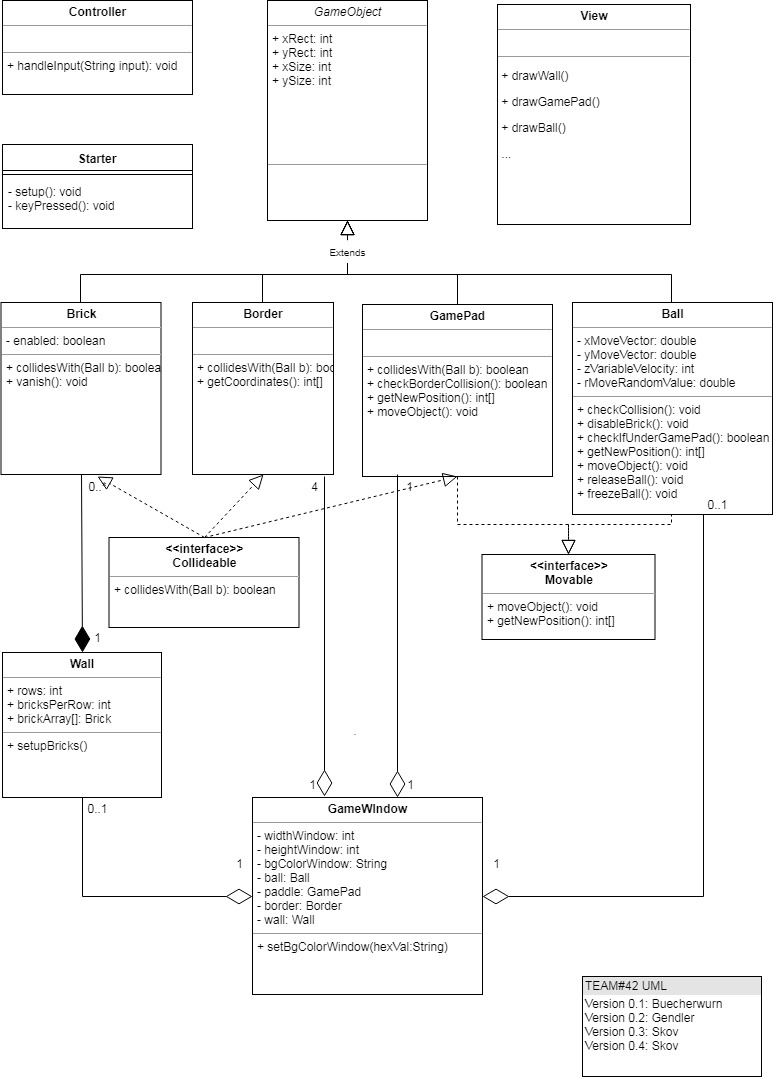 Controller
+ handleInput(String input): void
GameObject
+ xRect: int
+ yRect: int
+ xSize: int
+ ySize: int
View
+ drawWall()
+ drawGamePad()
+ drawBall()
...
Starter
- setup(): void
- keyPressed(): void
Extends
Brick
- enabled: boolean
+ collidesWith(Ball b): boolea
+ vanish(): void
Border
+ collidesWith(Ball b): boo
+ getCoordinates(): int[]
GamePad
+ collidesWith(Ball b): boolean
+ checkBorderCollision(): boolean
+ getNewPosition(): int[]
+ moveObject(): void
Ball
- xMoveVector: double
- yMoveVector: double
- zVariableVelocity: int
- rMoveRandomValue: double
+ checkCollision(): void
+ disableBrick(): void
+ checkIfUnderGamePad(): boolean
+ getNewPosition(): int[]
+ moveObject(): void
+ releaseBall(): void
+ freezeBall(): void
0..*
4
1
0..1
<<interface>>
Collideable
+ collidesWith(Ball b): boolean
<<interface>>
Movable
+ moveObject(): void
+ getNewPosition(): int[]
1
Wall
+ rows: int
+ bricksPerRow: int
+ brickArray[]: Brick
+ setupBricks()
0..1
1
1
GameWIndow
- widthWindow: int
- heightWindow: int
- bgColorWindow: String
- ball: Ball
- paddle: GamePad
- border: Border
- wall: Wall
+ setBgColorWindow(hexVal:String)
1
1
TEAM#42 UML
Version 0.1: Buecherwurn
Version 0.2: Gendler
Version 0.3: Skov
Version 0.4: Skov